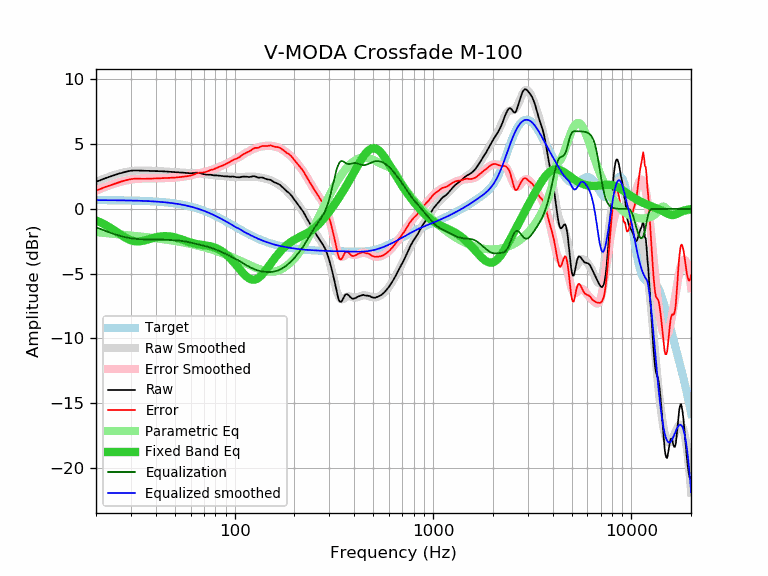 V-MODA Crossfade M-100
10
5
0
−5
−10
−15
−20
Amplitude (dBr)
Target
Raw Smoothed
Error Smoothed
Raw
Error
Parametric Eq
Fixed Band Eq
Equalization
Equalized smoothed
100 1000 10000
Frequency (Hz)